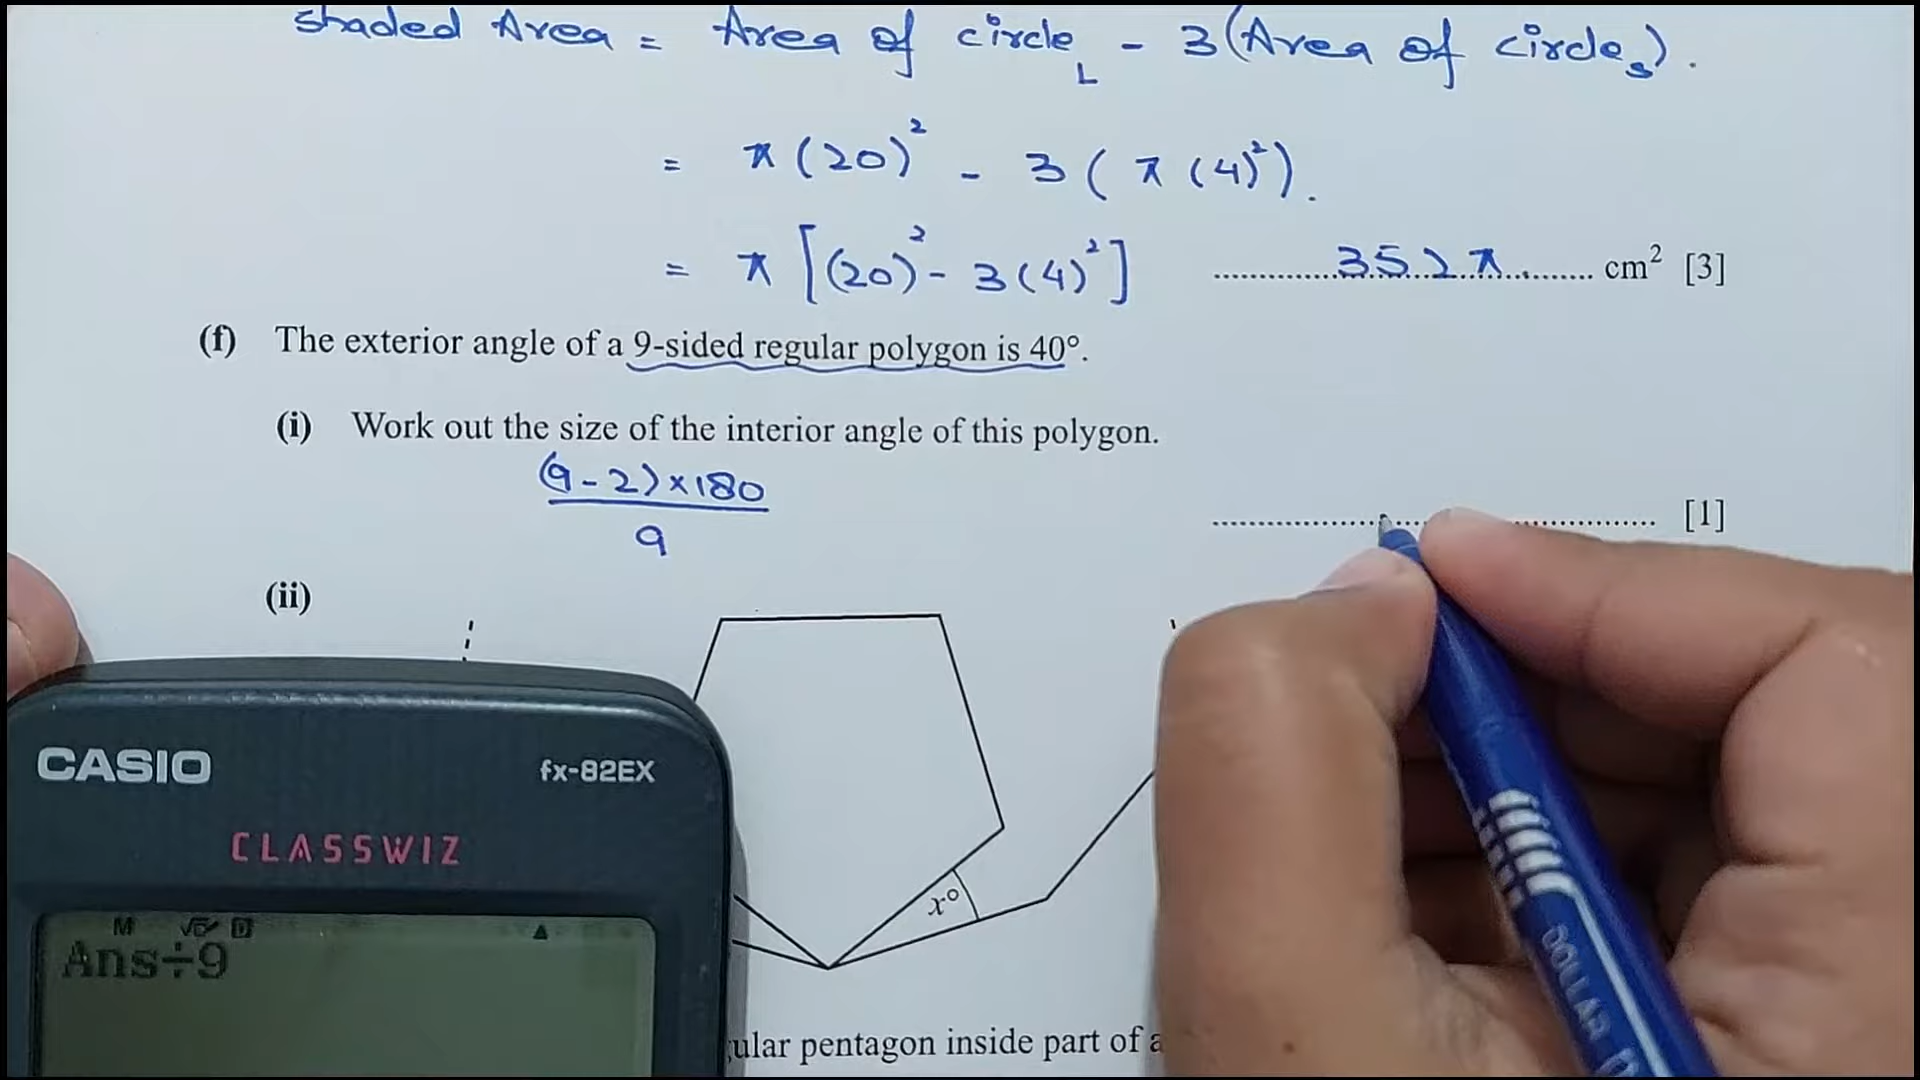 shaded Area = Area of circle L - 3(Area of circle s).
= π(20)² - 3(π(4)²).
= π[(20)² - 3(4)²] 352π cm² [3]
(f) The exterior angle of a 9-sided regular polygon is 40°.
(i) Work out the size of the interior angle of this polygon.
(9-2)×180
9
[1]
(ii)
CASIO fx-82EX
CLASSWIZ
x°
M √ D ▲
Ans÷9
pentagon inside part of
DOLLAR